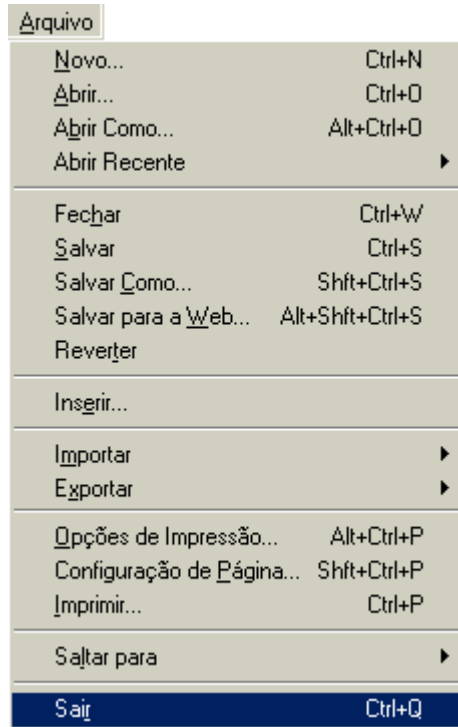 Arquivo
Novo... Ctrl+N
Abrir... Ctrl+O
Abrir Como... Alt+Ctrl+O
Abrir Recente
Fechar Ctrl+W
Salvar Ctrl+S
Salvar Como... Shft+Ctrl+S
Salvar para a Web... Alt+Shft+Ctrl+S
Reverter
Inserir...
Importar
Exportar
Opções de Impressão... Alt+Ctrl+P
Configuração de Página... Shft+Ctrl+P
Imprimir... Ctrl+P
Saltar para
Sair Ctrl+Q